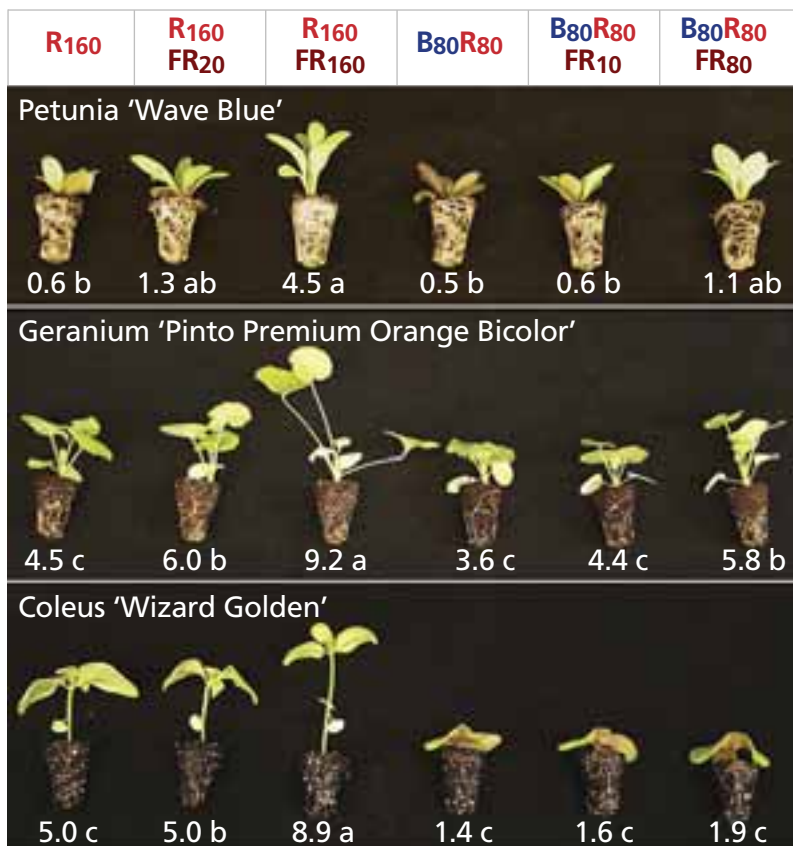 R160 R160 FR20 R160 FR160 B80R80 B80R80 FR10 B80R80 FR80
Petunia ‘Wave Blue’
0.6 b 1.3 ab 4.5 a 0.5 b 0.6 b 1.1 ab
Geranium ‘Pinto Premium Orange Bicolor’
4.5 c 6.0 b 9.2 a 3.6 c 4.4 c 5.8 b
Coleus ‘Wizard Golden’
5.0 c 5.0 b 8.9 a 1.4 c 1.6 c 1.9 c